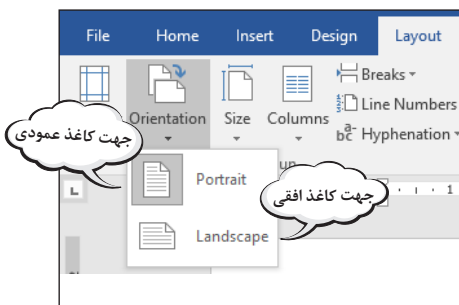 File Home Insert Design Layout
Breaks
Orientation Size Columns Line Numbers
Hyphenation
جهت کاغذ عمودی
Portrait
جهت کاغذ افقی
1
Landscape